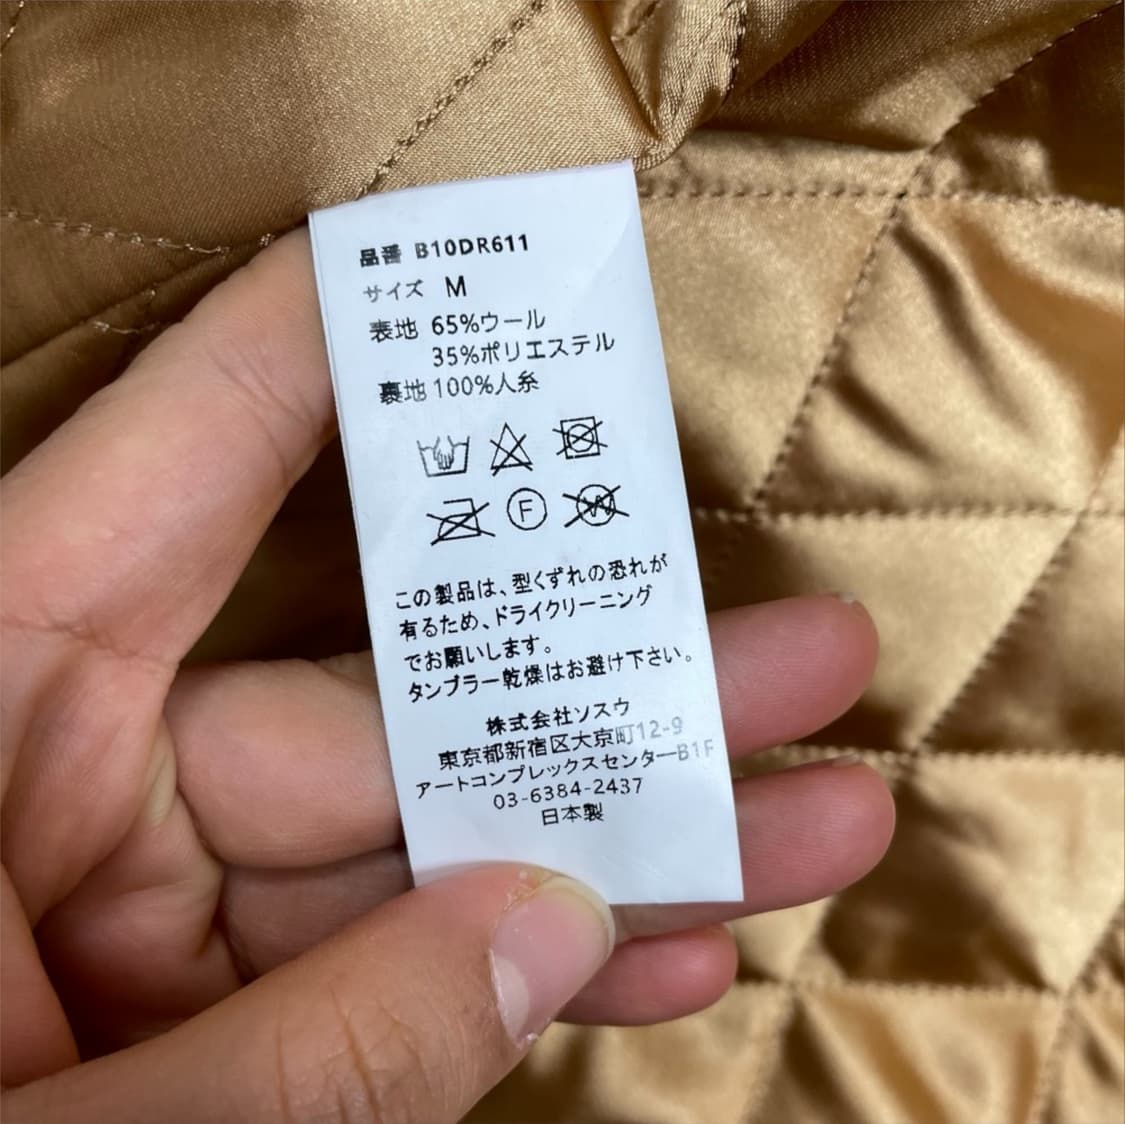 品番 B10DR611
サイズ M
表地 65%ウール
35%ポリエステル
裏地 100%人糸
F
W
この製品は、型くずれの恐れが
有るため、ドライクリーニング
でお願いします。
タンブラー乾燥はお避け下さい。
株式会社ソスウ
東京都新宿区大京町12-9
アートコンプレックスセンターB1F
03-6384-2437
日本製